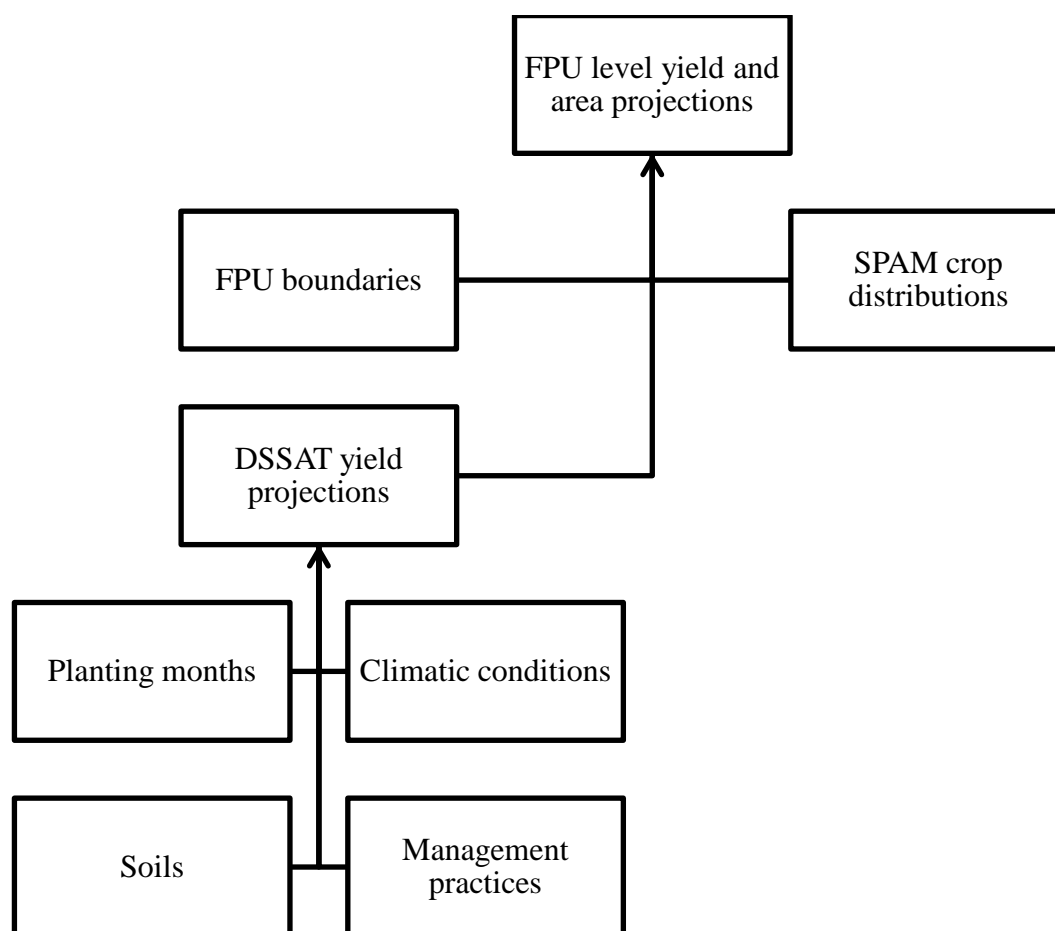 FPU level yield and
area projections
FPU boundaries
SPAM crop
distributions
DSSAT yield
projections
Planting months
Climatic conditions
Soils
Management
practices